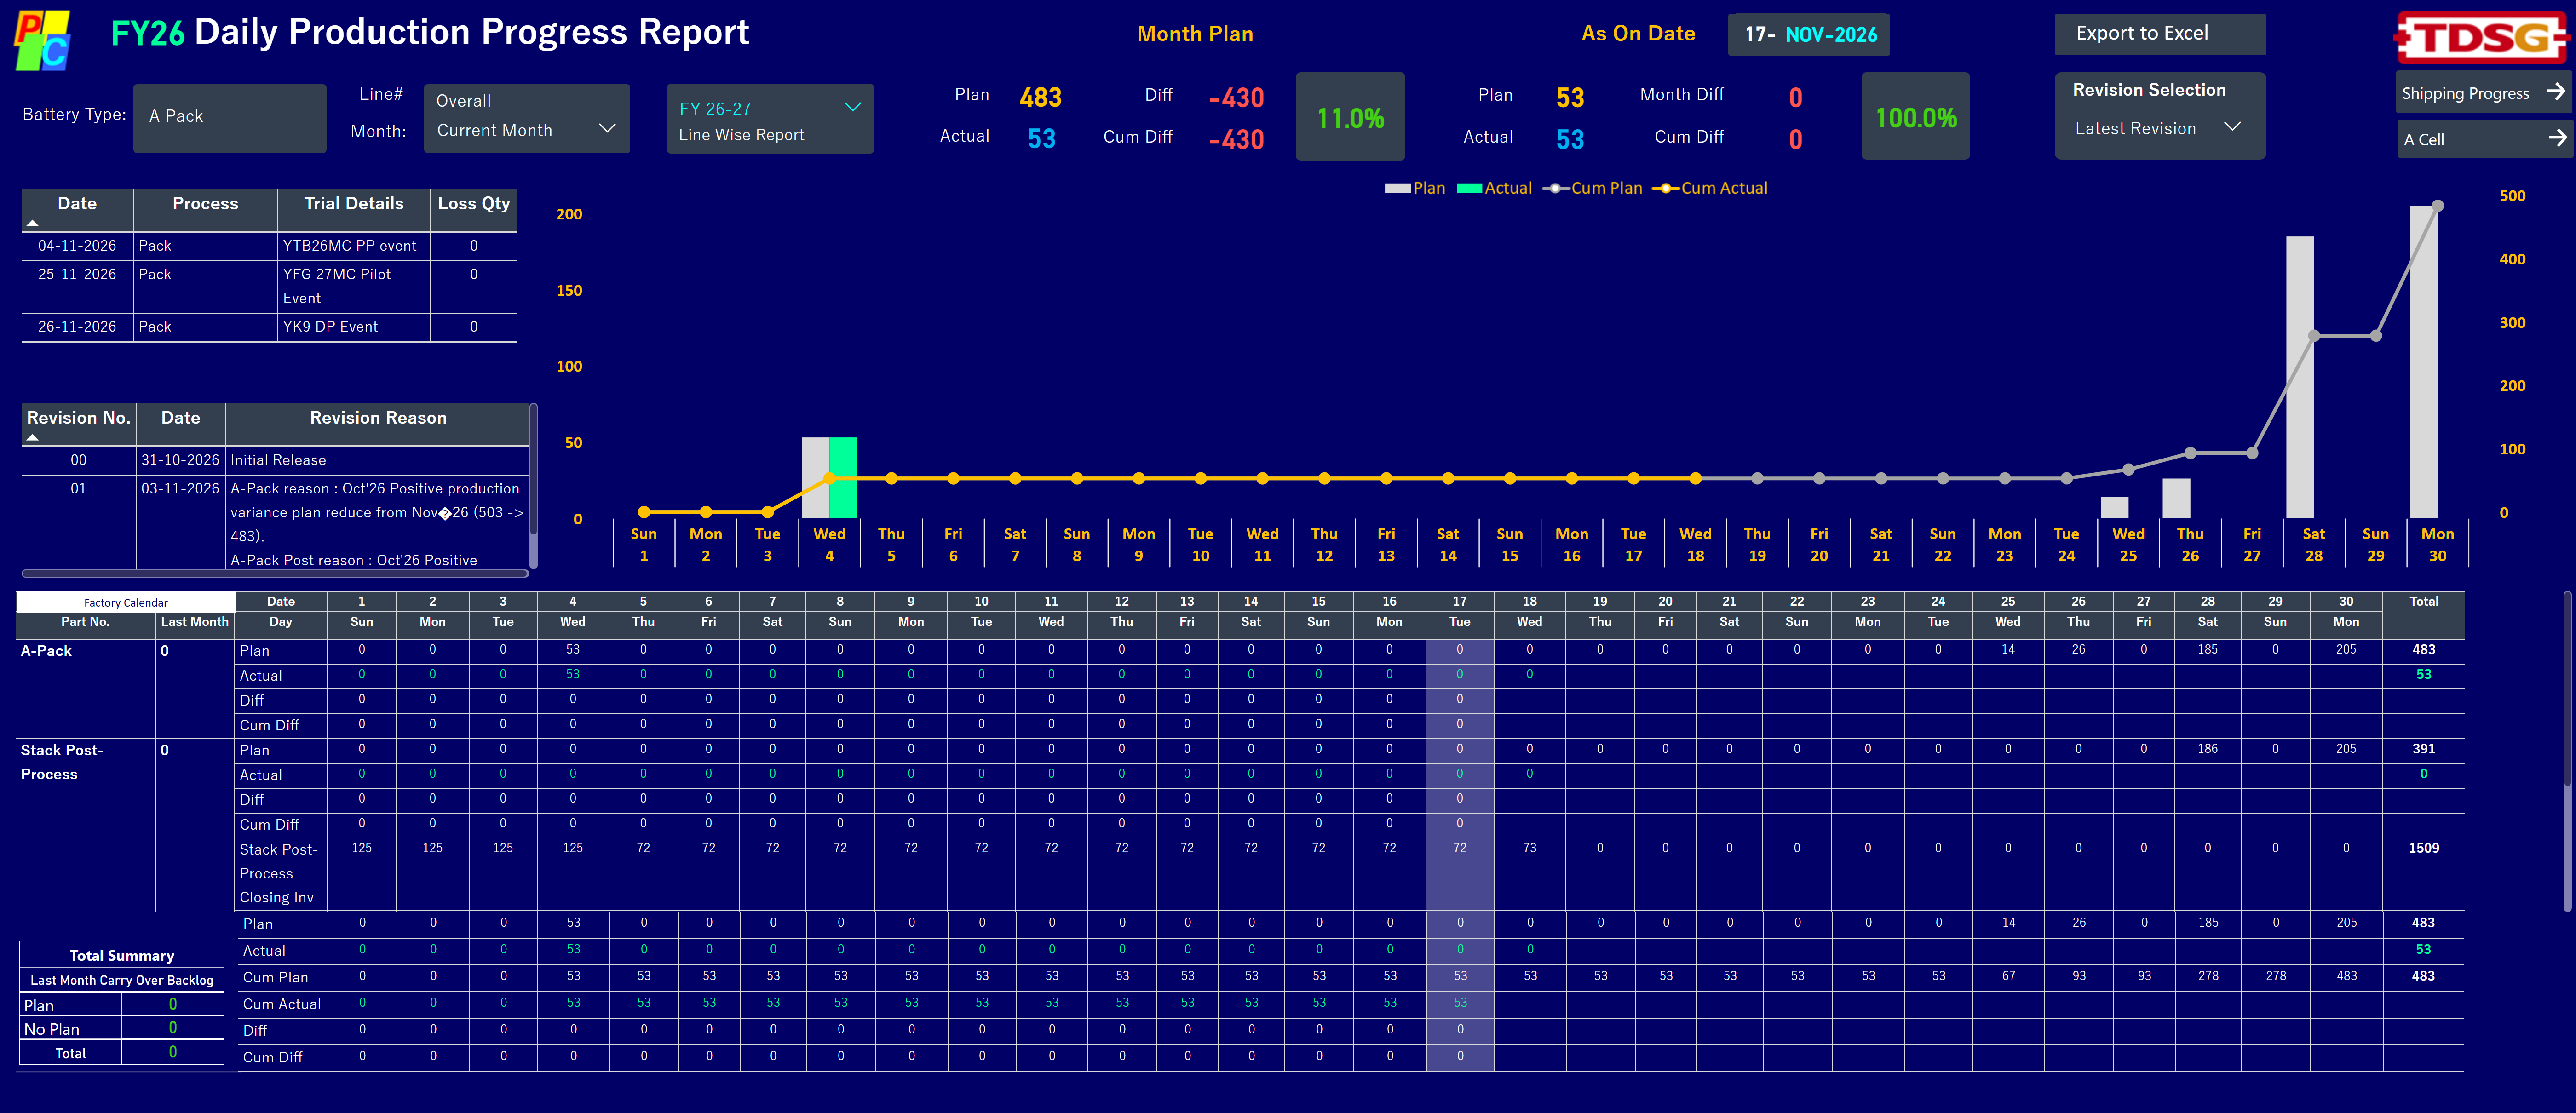 PC
FY26 Daily Production Progress Report
Month Plan
As On Date
17- NOV-2026
Export to Excel
TDSG
Battery Type:
A Pack
Line#
Month:
Overall
Current Month
FY 26-27
Line Wise Report
Plan 483 Diff -430
Actual 53 Cum Diff -430
11.0%
Plan 53 Month Diff 0
Actual 53 Cum Diff 0
100.0%
Revision Selection
Latest Revision
Shipping Progress
A Cell
Date Process Trial Details Loss Qty
04-11-2026 Pack YTB26MC PP event 0
25-11-2026 Pack YFG 27MC Pilot
Event 0
26-11-2026 Pack YK9 DP Event 0
Revision No. Date Revision Reason
00 31-10-2026 Initial Release
01 03-11-2026 A-Pack reason : Oct'26 Positive production
variance plan reduce from Nov�26 (503 ->
483).
A-Pack Post reason : Oct'26 Positive
Plan Actual Cum Plan Cum Actual
200
150
100
50
0
500
400
300
200
100
0
Sun Mon Tue Wed Thu Fri Sat Sun Mon Tue Wed Thu Fri Sat Sun Mon Tue Wed Thu Fri Sat Sun Mon Tue Wed Thu Fri Sat Sun Mon
1 2 3 4 5 6 7 8 9 10 11 12 13 14 15 16 17 18 19 20 21 22 23 24 25 26 27 28 29 30
Factory Calendar Date 1 2 3 4 5 6 7 8 9 10 11 12 13 14 15 16 17 18 19 20 21 22 23 24 25 26 27 28 29 30 Total
Part No. Last Month Day Sun Mon Tue Wed Thu Fri Sat Sun Mon Tue Wed Thu Fri Sat Sun Mon Tue Wed Thu Fri Sat Sun Mon Tue Wed Thu Fri Sat Sun Mon
A-Pack 0 Plan 0 0 0 53 0 0 0 0 0 0 0 0 0 0 0 0 0 0 0 0 0 0 0 0 14 26 0 185 0 205 483
Actual 0 0 0 53 0 0 0 0 0 0 0 0 0 0 0 0 0 0 53
Diff 0 0 0 0 0 0 0 0 0 0 0 0 0 0 0 0 0
Cum Diff 0 0 0 0 0 0 0 0 0 0 0 0 0 0 0 0 0
Stack Post-
Process 0 Plan 0 0 0 0 0 0 0 0 0 0 0 0 0 0 0 0 0 0 0 0 0 0 0 0 0 0 0 186 0 205 391
Actual 0 0 0 0 0 0 0 0 0 0 0 0 0 0 0 0 0 0 0
Diff 0 0 0 0 0 0 0 0 0 0 0 0 0 0 0 0 0
Cum Diff 0 0 0 0 0 0 0 0 0 0 0 0 0 0 0 0 0
Stack Post-
Process
Closing Inv 125 125 125 125 72 72 72 72 72 72 72 72 72 72 72 72 72 73 0 0 0 0 0 0 0 0 0 0 0 0 1509
Plan 0 0 0 53 0 0 0 0 0 0 0 0 0 0 0 0 0 0 0 0 0 0 0 0 14 26 0 185 0 205 483
Actual 0 0 0 53 0 0 0 0 0 0 0 0 0 0 0 0 0 0 53
Cum Plan 0 0 0 53 53 53 53 53 53 53 53 53 53 53 53 53 53 53 53 53 53 53 53 53 67 93 93 278 278 483 483
Cum Actual 0 0 0 53 53 53 53 53 53 53 53 53 53 53 53 53 53
Diff 0 0 0 0 0 0 0 0 0 0 0 0 0 0 0 0 0
Cum Diff 0 0 0 0 0 0 0 0 0 0 0 0 0 0 0 0 0
Total Summary
Last Month Carry Over Backlog
Plan 0
No Plan 0
Total 0